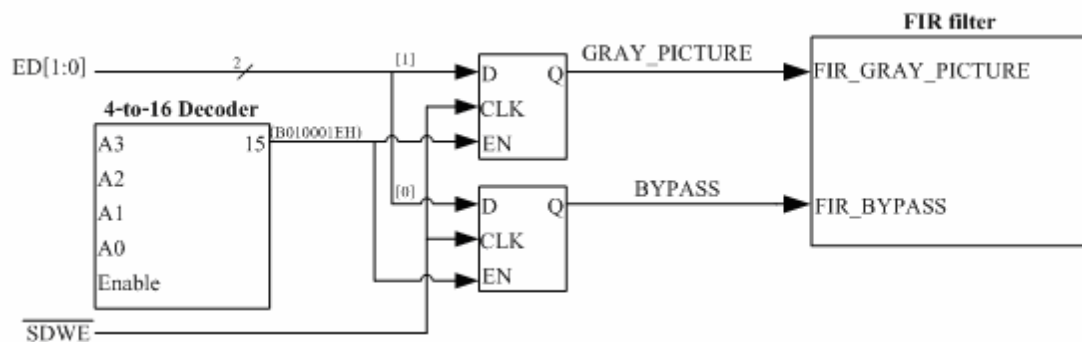 FIR filter
ED[1:0]
2
[1]
D
Q
CLK
EN
GRAY_PICTURE
FIR_GRAY_PICTURE
4-to-16 Decoder
A3
15
(B010001EH)
A2
A1
A0
Enable
[0]
D
Q
CLK
EN
BYPASS
FIR_BYPASS
SDWE